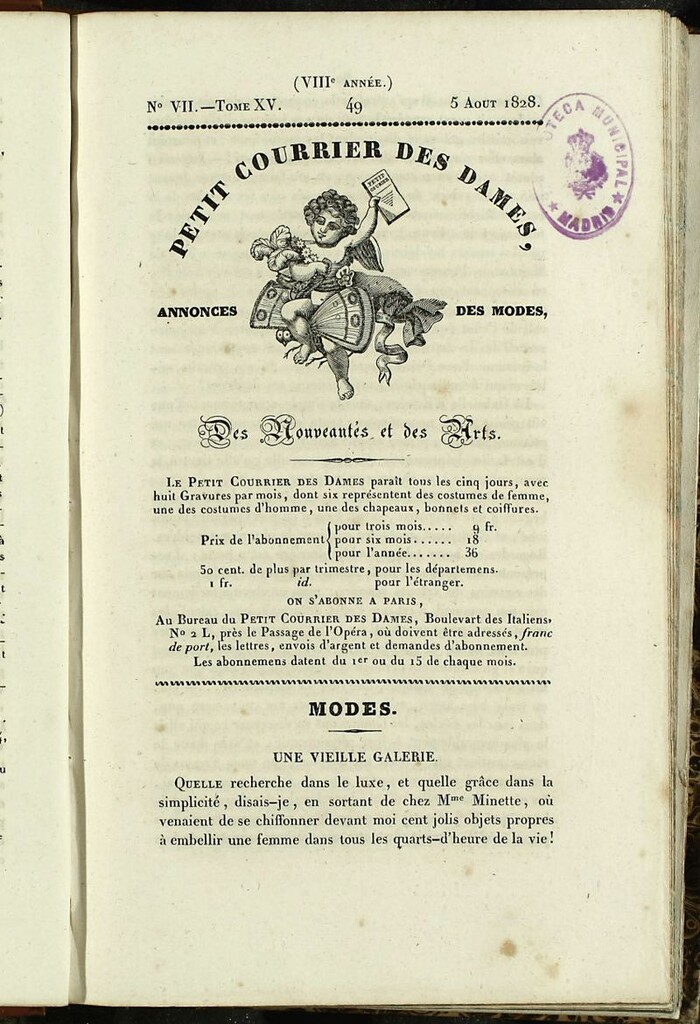 (VIIIe ANNÉE.)
No VII.—TOME XV. 49 5 AOUT 1828.
PETIT COURRIER DES DAMES,
PETIT COURRIER
ANNONCES DES MODES,
Des Nouveautés et des Arts.
LE PETIT COURRIER DES DAMES paraît tous les cinq jours, avec
huit Gravures par mois, dont six représentent des costumes de femme,
une des costumes d'homme, une des chapeaux, bonnets et coiffures.
Prix de l'abonnement { pour trois mois..... 9 fr.
pour six mois...... 18
pour l'année....... 36
50 cent. de plus par trimestre, pour les départemens.
1 fr. id. pour l'étranger.
ON S'ABONNE A PARIS,
Au Bureau du PETIT COURRIER DES DAMES, Boulevart des Italiens,
No 2 L, près le Passage de l'Opéra, où doivent être adressés, franc
de port, les lettres, envois d'argent et demandes d'abonnement.
Les abonnemens datent du 1er ou du 15 de chaque mois.
MODES.
UNE VIEILLE GALERIE.
QUELLE recherche dans le luxe, et quelle grâce dans la
simplicité, disais-je, en sortant de chez Mme Minette, où
venaient de se chiffonner devant moi cent jolis objets propres
à embellir une femme dans tous les quarts-d'heure de la vie!
TECA MUNICIPAL
MADRID